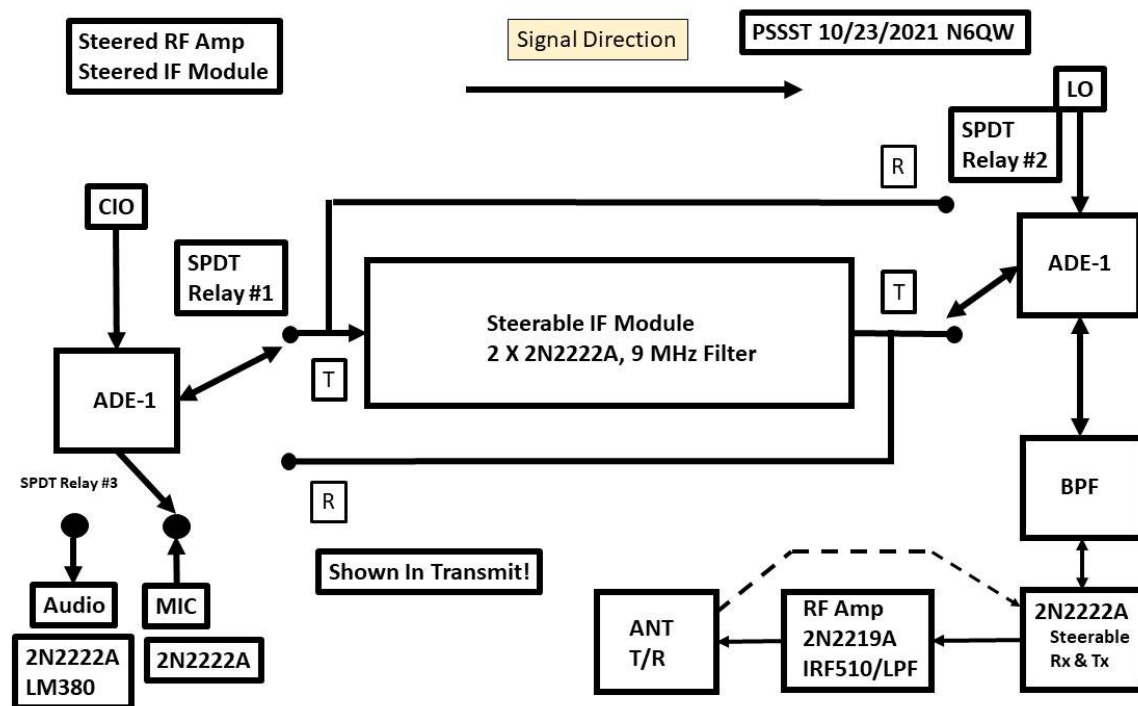 Steered RF Amp
Steered IF Module
Signal Direction
PSSST 10/23/2021 N6QW
LO
SPDT
Relay #2
R
CIO
SPDT
Relay #1
ADE-1
T
Steerable IF Module
2 X 2N2222A, 9 MHz Filter
T
ADE-1
SPDT Relay #3
R
BPF
Shown In Transmit!
Audio
MIC
2N2222A
LM380
2N2222A
ANT
T/R
RF Amp
2N2219A
IRF510/LPF
2N2222A
Steerable
Rx & Tx